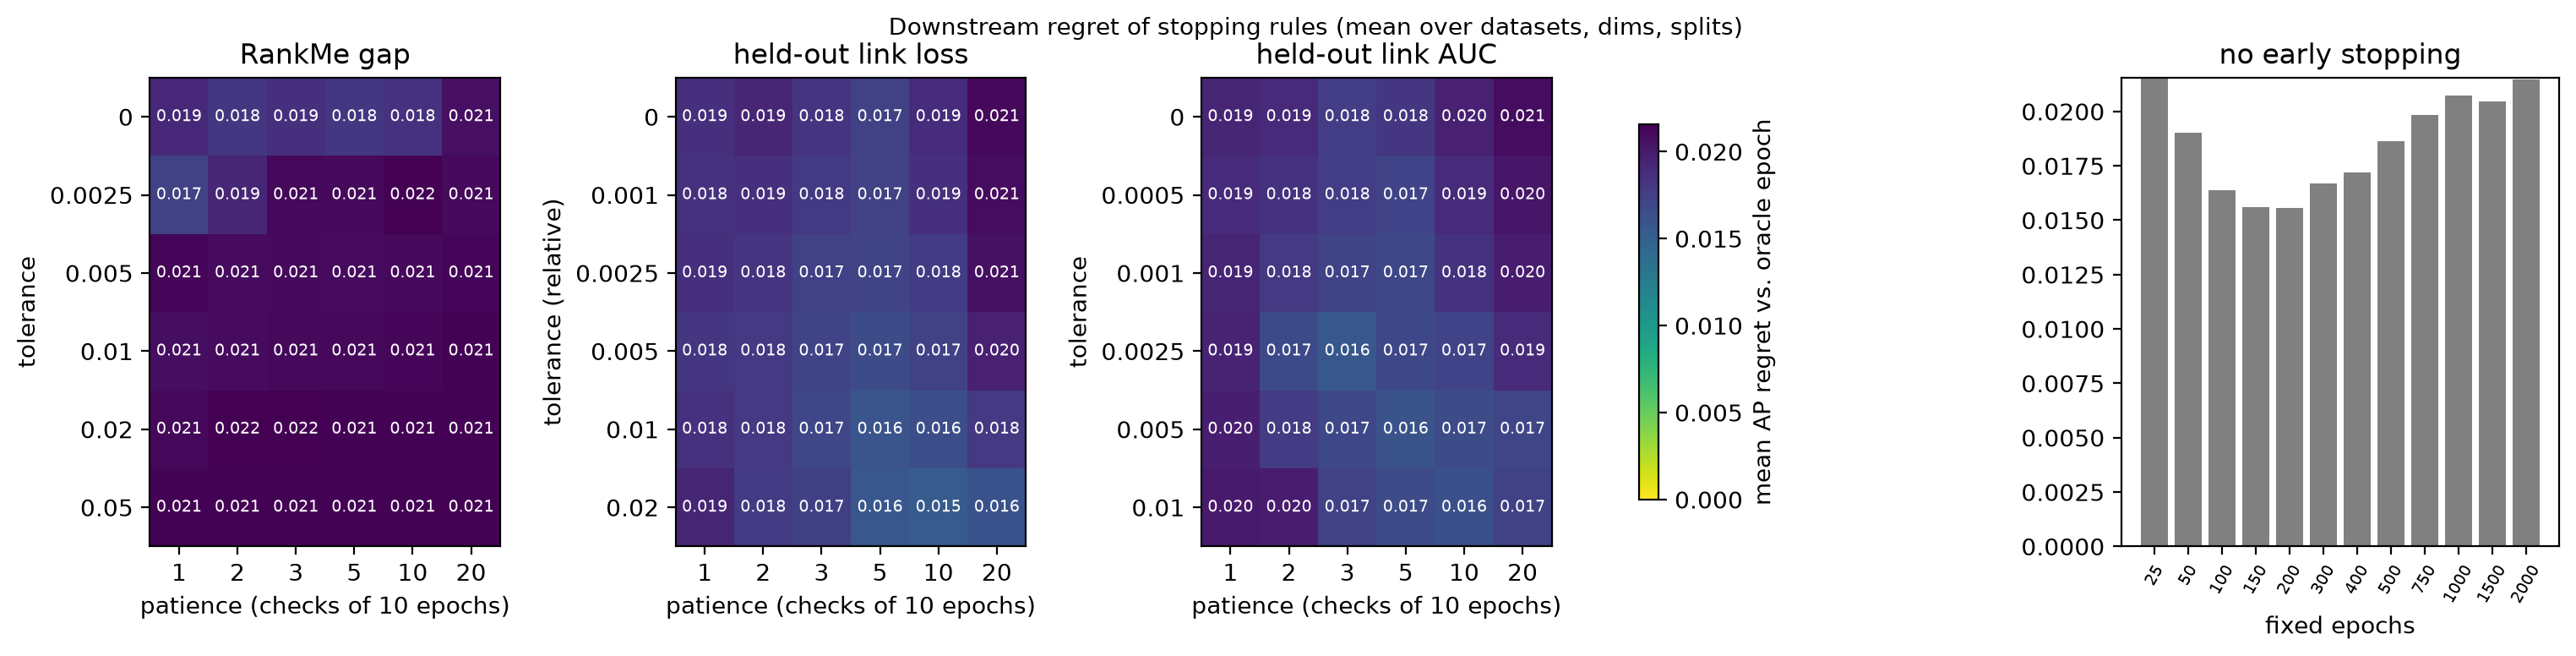 Downstream regret of stopping rules (mean over datasets, dims, splits)
RankMe gap
tolerance
0 0.019 0.018 0.019 0.018 0.018 0.021
0.0025 0.017 0.019 0.021 0.021 0.022 0.021
0.005 0.021 0.021 0.021 0.021 0.021 0.021
0.01 0.021 0.021 0.021 0.021 0.021 0.021
0.02 0.021 0.022 0.022 0.021 0.021 0.021
0.05 0.021 0.021 0.021 0.021 0.021 0.021
1 2 3 5 10 20
patience (checks of 10 epochs)
held-out link loss
tolerance (relative)
0 0.019 0.019 0.018 0.017 0.019 0.021
0.001 0.018 0.019 0.018 0.017 0.019 0.021
0.0025 0.019 0.018 0.017 0.017 0.018 0.021
0.005 0.018 0.018 0.017 0.017 0.017 0.020
0.01 0.018 0.018 0.017 0.016 0.016 0.018
0.02 0.019 0.018 0.017 0.016 0.015 0.016
1 2 3 5 10 20
patience (checks of 10 epochs)
held-out link AUC
tolerance
0 0.019 0.019 0.018 0.018 0.020 0.021
0.0005 0.019 0.018 0.018 0.017 0.019 0.020
0.001 0.019 0.018 0.017 0.017 0.018 0.020
0.0025 0.019 0.017 0.016 0.017 0.017 0.019
0.005 0.020 0.018 0.017 0.016 0.017 0.017
0.01 0.020 0.020 0.017 0.017 0.016 0.017
1 2 3 5 10 20
patience (checks of 10 epochs)
0.020
0.015
0.010
0.005
0.000
mean AP regret vs. oracle epoch
no early stopping
0.0200
0.0175
0.0150
0.0125
0.0100
0.0075
0.0050
0.0025
0.0000
25 50 100 150 200 300 400 500 750 1000 1500 2000
fixed epochs